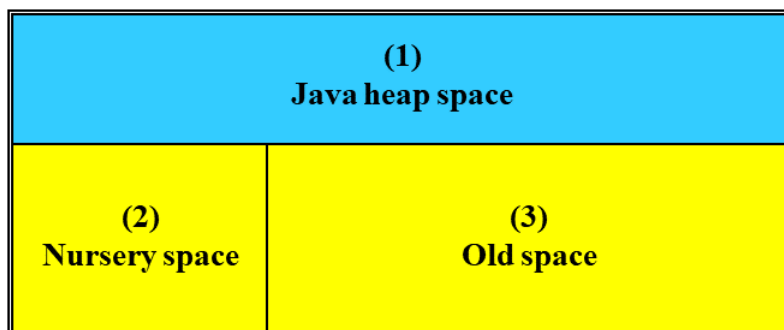 (1)
Java heap space
(2)
Nursery space
(3)
Old space